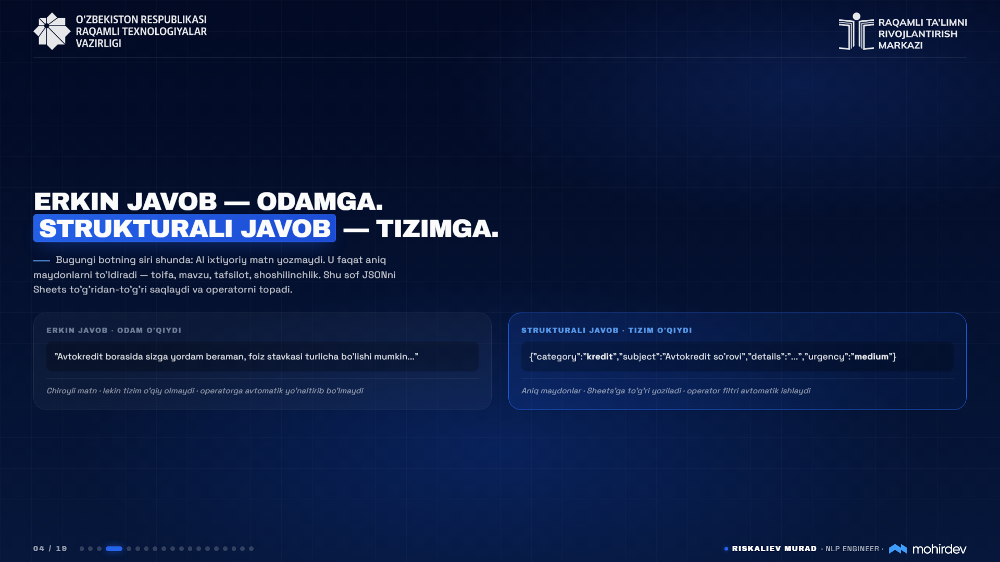 O'ZBEKISTON RESPUBLIKASI
RAQAMLI TEXNOLOGIYALAR
VAZIRLIGI
RAQAMLI TA'LIMNI
RIVOJLANTIRISH
MARKAZI
ERKIN JAVOB — ODAMGA.
STRUKTURALI JAVOB — TIZIMGA.
Bugungi botning siri shunda: AI ixtiyoriy matn yozmaydi. U faqat aniq
maydonlarni to'ldiradi — toifa, mavzu, tafsilot, shoshilinchlik. Shu sof JSONni
Sheets to'g'ridan-to'g'ri saqlaydi va operatorni topadi.
ERKIN JAVOB · ODAM O'QIYDI
"Avtokredit borasida sizga yordam beraman, foiz stavkasi turlicha bo'lishi mumkin..."
Chiroyli matn · lekin tizim o'qiy olmaydi · operatorga avtomatik yo'naltirib bo'lmaydi
STRUKTURALI JAVOB · TIZIM O'QIYDI
{"category":"kredit","subject":"Avtokredit so'rovi","details":"...","urgency":"medium"}
Aniq maydonlar · Sheets'ga to'g'ri yoziladi · operator filtri avtomatik ishlaydi
04 / 19
RISKALIEV MURAD · NLP ENGINEER · mohirdev